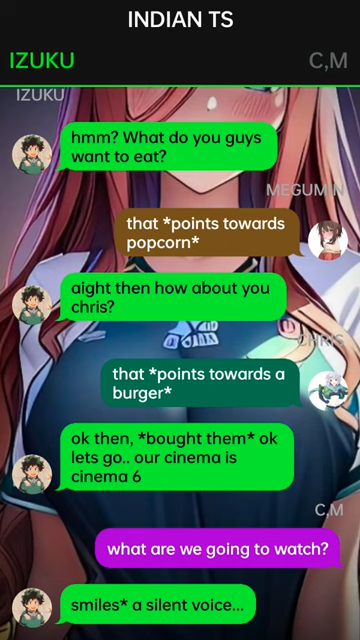 INDIAN TS
IZUKU
C,M
IZUKU
hmm? What do you guys
want to eat?
MEGUMIN
that *points towards
popcorn*
aight then how about you
chris?
CHRIS
that *points towards a
burger*
ok then, *bought them* ok
lets go.. our cinema is
cinema 6
C,M
what are we going to watch?
smiles* a silent voice...